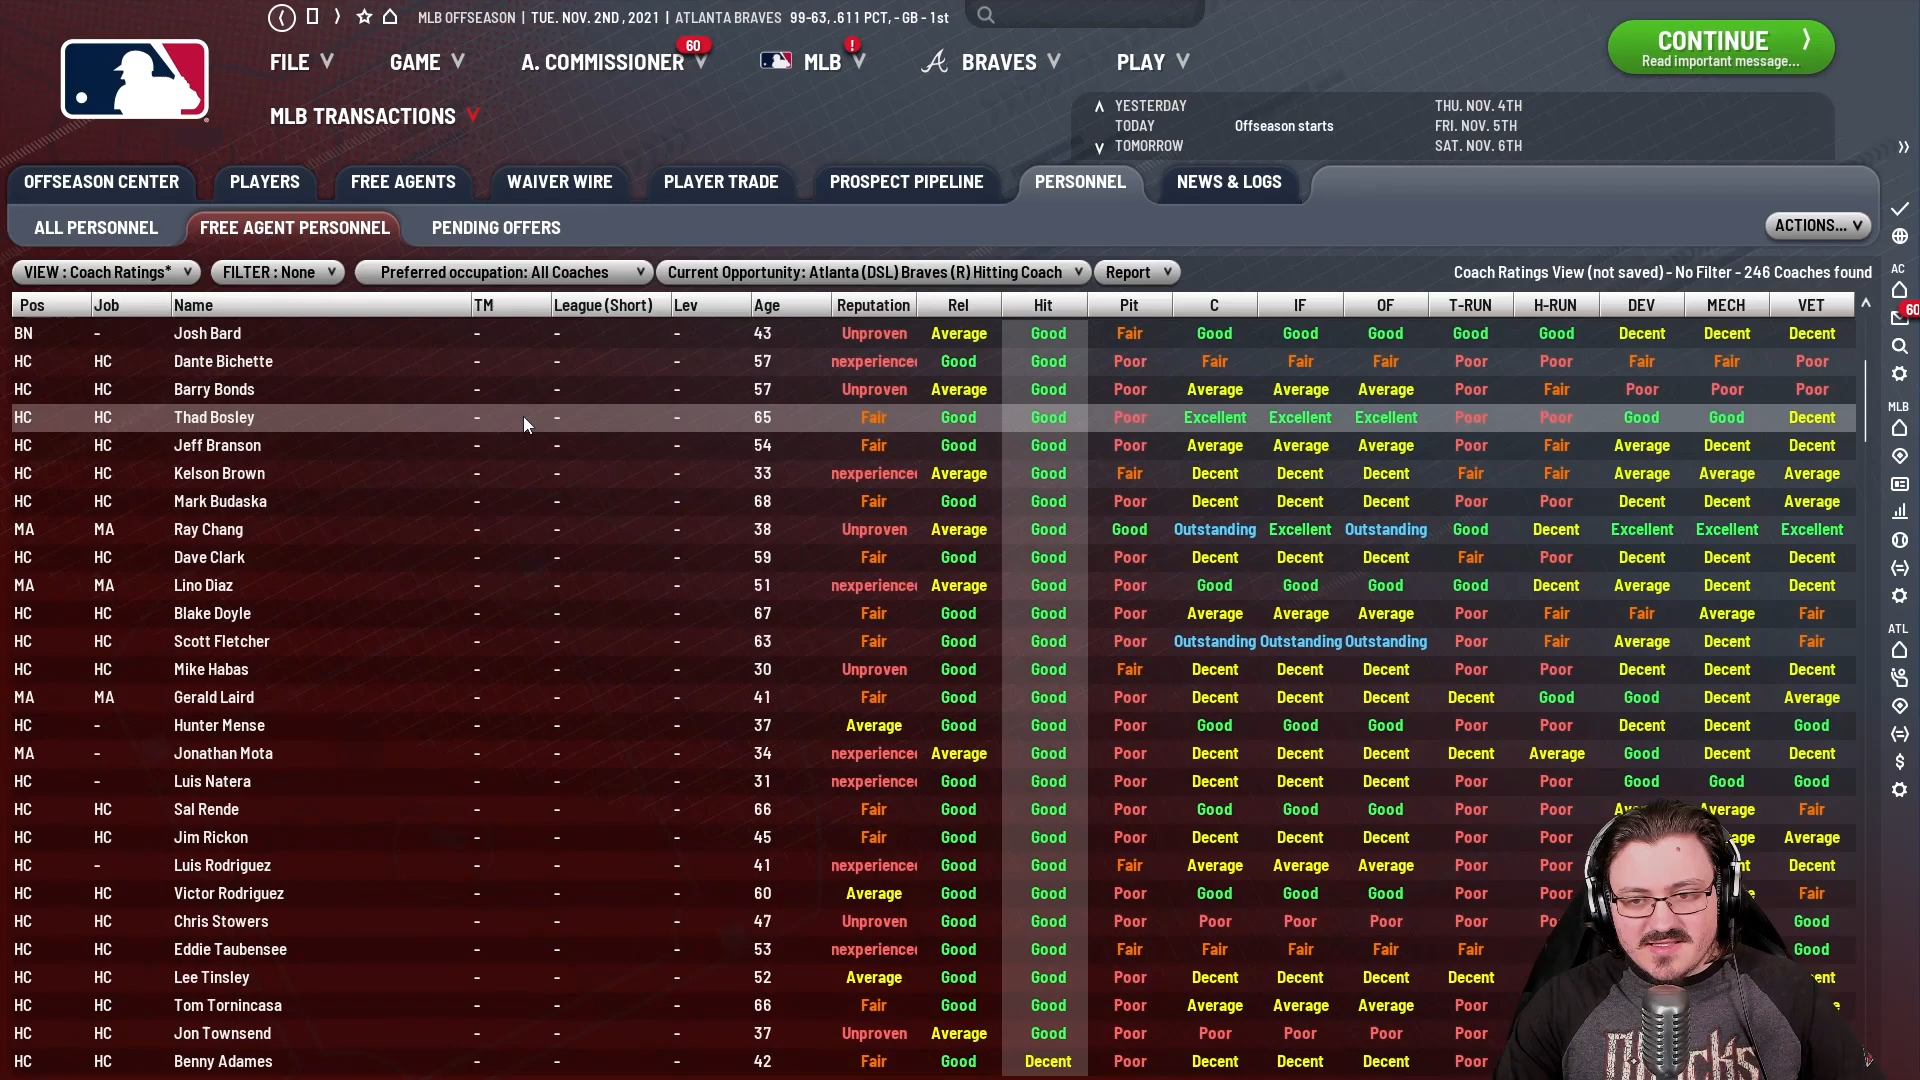 MLB OFFSEASON | TUE. NOV. 2ND , 2021 | ATLANTA BRAVES 99-63, .611 PCT, - GB - 1st
FILE GAME A. COMMISSIONER 60 MLB ! BRAVES PLAY
CONTINUE
Read important message...
MLB TRANSACTIONS
YESTERDAY THU. NOV. 4TH
TODAY Offseason starts FRI. NOV. 5TH
TOMORROW SAT. NOV. 6TH
OFFSEASON CENTER PLAYERS FREE AGENTS WAIVER WIRE PLAYER TRADE PROSPECT PIPELINE PERSONNEL NEWS & LOGS
ALL PERSONNEL FREE AGENT PERSONNEL PENDING OFFERS ACTIONS...
VIEW : Coach Ratings* FILTER : None Preferred occupation: All Coaches Current Opportunity: Atlanta (DSL) Braves (R) Hitting Coach Report Coach Ratings View (not saved) - No Filter - 246 Coaches found
Pos Job Name TM League (Short) Lev Age Reputation Rel Hit Pit C IF OF T-RUN H-RUN DEV MECH VET
BN - Josh Bard - - - 43 Unproven Average Good Fair Good Good Good Good Good Decent Decent Decent
HC HC Dante Bichette - - - 57 nexperienced Good Good Poor Fair Fair Fair Poor Poor Fair Fair Poor
HC HC Barry Bonds - - - 57 Unproven Average Good Poor Average Average Average Poor Fair Poor Poor Poor
HC HC Thad Bosley - - - 65 Fair Good Good Poor Excellent Excellent Excellent Poor Poor Good Good Decent
HC HC Jeff Branson - - - 54 Fair Good Good Poor Average Average Average Poor Fair Average Decent Decent
HC HC Kelson Brown - - - 33 nexperienced Average Good Fair Decent Decent Decent Fair Fair Average Average Average
HC HC Mark Budaska - - - 68 Fair Good Good Poor Decent Decent Decent Poor Poor Decent Decent Average
MA MA Ray Chang - - - 38 Unproven Average Good Good Outstanding Excellent Outstanding Good Decent Excellent Excellent Excellent
HC HC Dave Clark - - - 59 Fair Good Good Poor Decent Decent Decent Fair Poor Decent Decent Decent
MA MA Lino Diaz - - - 51 nexperienced Average Good Poor Good Good Good Good Decent Average Decent Decent
HC HC Blake Doyle - - - 67 Fair Good Good Poor Average Average Average Poor Fair Fair Average Fair
HC HC Scott Fletcher - - - 63 Fair Good Good Poor Outstanding Outstanding Outstanding Poor Fair Average Decent Fair
HC HC Mike Habas - - - 30 Unproven Good Good Fair Decent Decent Decent Poor Poor Decent Decent Decent
MA MA Gerald Laird - - - 41 Fair Good Good Poor Decent Decent Decent Decent Good Good Decent Average
HC - Hunter Mense - - - 37 Average Good Good Poor Good Good Good Poor Poor Decent Decent Good
MA - Jonathan Mota - - - 34 nexperienced Average Good Poor Decent Decent Decent Decent Average Good Decent Decent
HC - Luis Natera - - - 31 nexperienced Good Good Poor Decent Decent Decent Poor Poor Good Good Good
HC HC Sal Rende - - - 66 Fair Good Good Poor Good Good Good Poor Poor Average Average Fair
HC HC Jim Rickon - - - 45 Fair Good Good Poor Decent Decent Decent Poor Poor Average
HC - Luis Rodriguez - - - 41 nexperienced Good Good Fair Average Average Average Poor Poor Decent
HC HC Victor Rodriguez - - - 60 Average Good Good Poor Good Good Good Poor Poor Fair
HC HC Chris Stowers - - - 47 Unproven Good Good Poor Poor Poor Poor Poor Good
HC HC Eddie Taubensee - - - 53 nexperienced Good Good Fair Fair Fair Fair Fair Good
HC HC Lee Tinsley - - - 52 Average Good Good Poor Decent Decent Decent Decent
HC HC Tom Tornincasa - - - 66 Fair Good Good Poor Average Average Average Poor
HC HC Jon Townsend - - - 37 Unproven Average Good Poor Poor Poor Poor Poor
HC HC Benny Adames - - - 42 Fair Good Decent Poor Decent Decent Decent Poor
AC
60
MLB
ATL